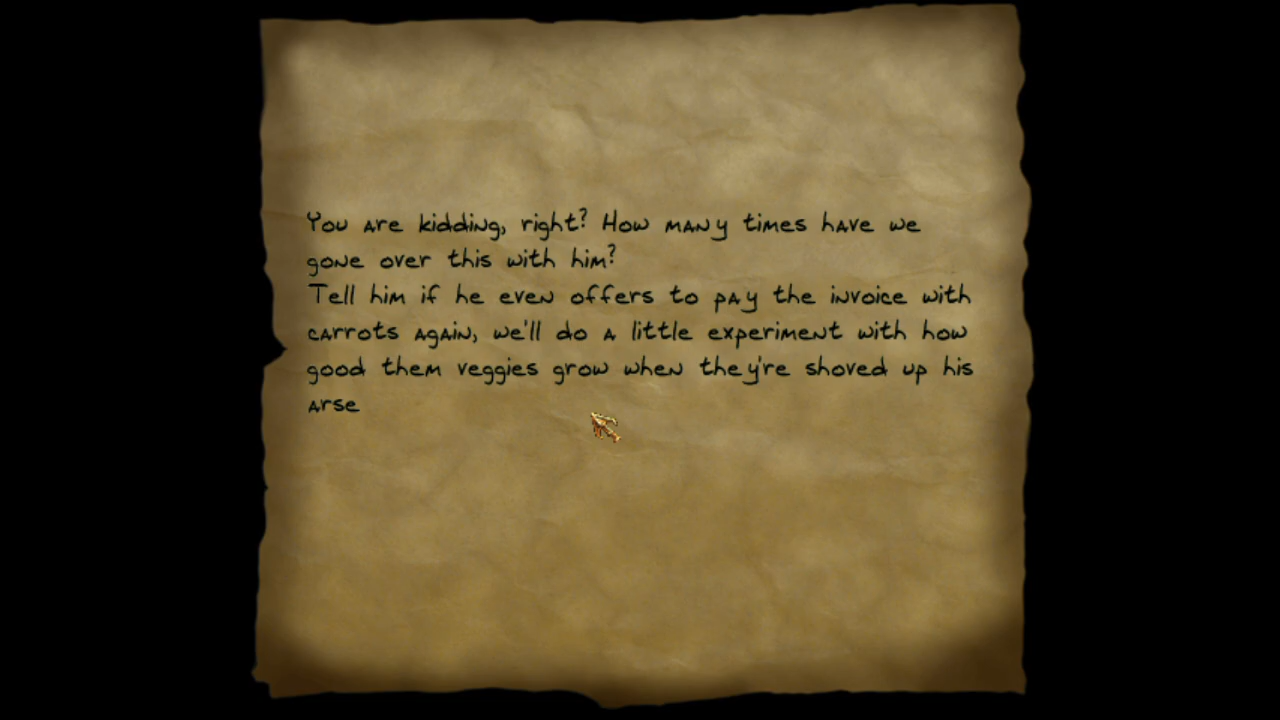 You are kidding, right? How many times have we
gone over this with him?
Tell him if he even offers to pay the invoice with
carrots again, we'll do a little experiment with how
good them veggies grow when they're shoved up his
arse